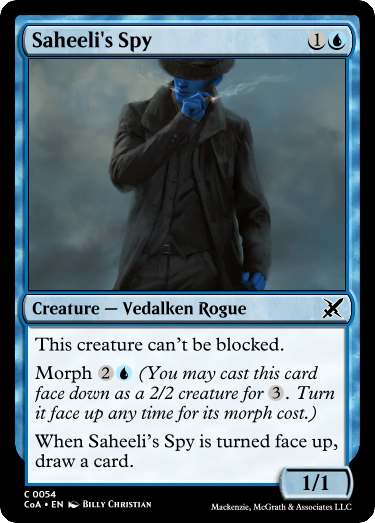 Saheeli's Spy 1
Creature — Vedalken Rogue
This creature can't be blocked.
Morph 2 (You may cast this card
face down as a 2/2 creature for 3. Turn
it face up any time for its morph cost.)
When Saheeli's Spy is turned face up,
draw a card.
1/1
C 0054
CoA • EN Billy Christian
Mackenzie, McGrath & Associates LLC